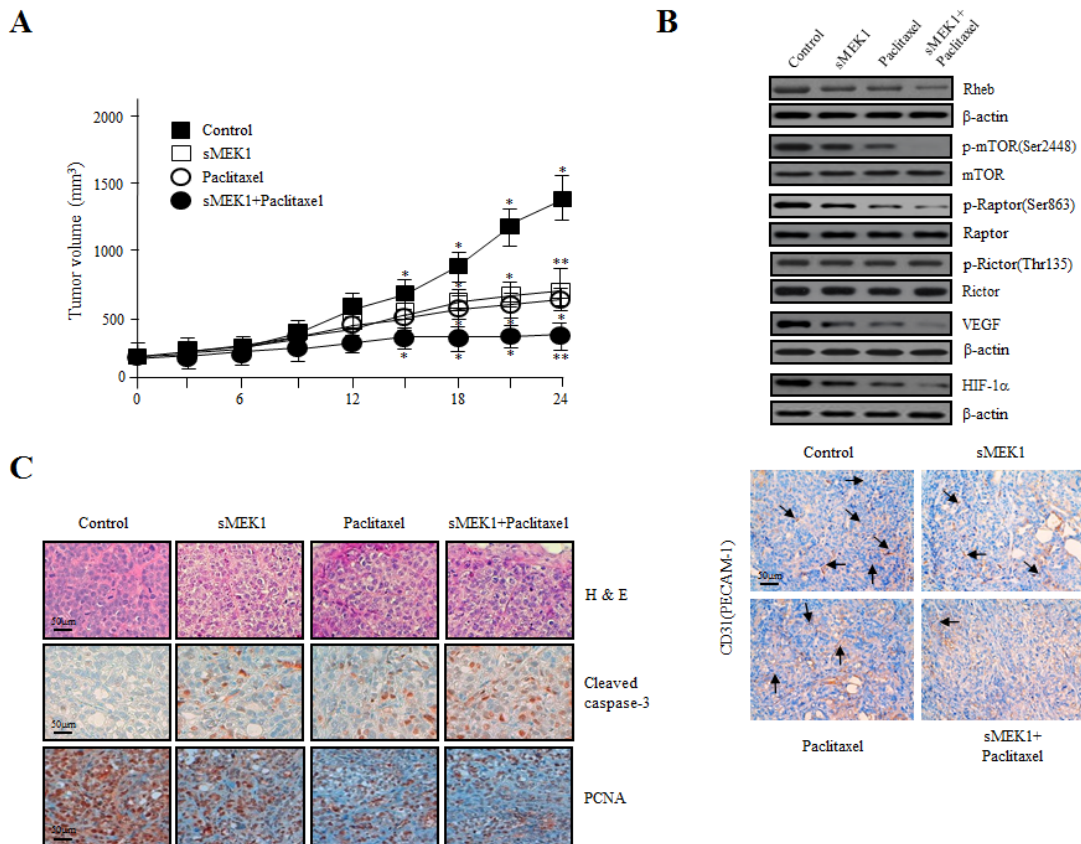 A
Tumor volume (mm³)
2000
1500
1000
500
0
Control
sMEK1
Paclitaxel
sMEK1+Paclitaxel
*
*
*
*
**
*
*
*
*
*
*
*
*
*
**
0
6
12
18
24
B
Control
sMEK1
Paclitaxel
sMEK1+
Paclitaxel
Rheb
β-actin
p-mTOR(Ser2448)
mTOR
p-Raptor(Ser863)
Raptor
p-Rictor(Thr135)
Rictor
VEGF
β-actin
HIF-1α
β-actin
Control
sMEK1
CD31(PECAM-1)
50μm
Paclitaxel
sMEK1+
Paclitaxel
C
Control
sMEK1
Paclitaxel
sMEK1+Paclitaxel
50μm
H & E
50μm
Cleaved
caspase-3
50μm
PCNA